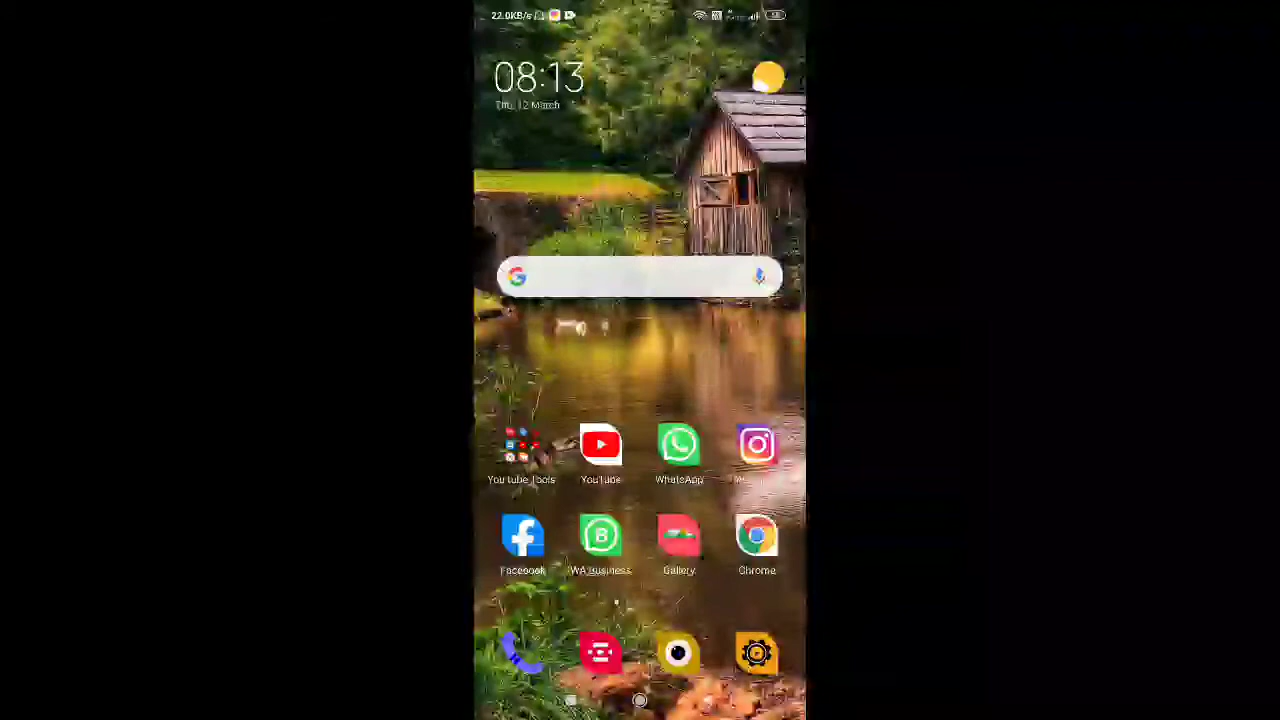 22.0KB/s
08:13
Thu, 12 March
You tube Tools
YouTube
WhatsApp
Facebook
WA Business
Gallery
Chrome